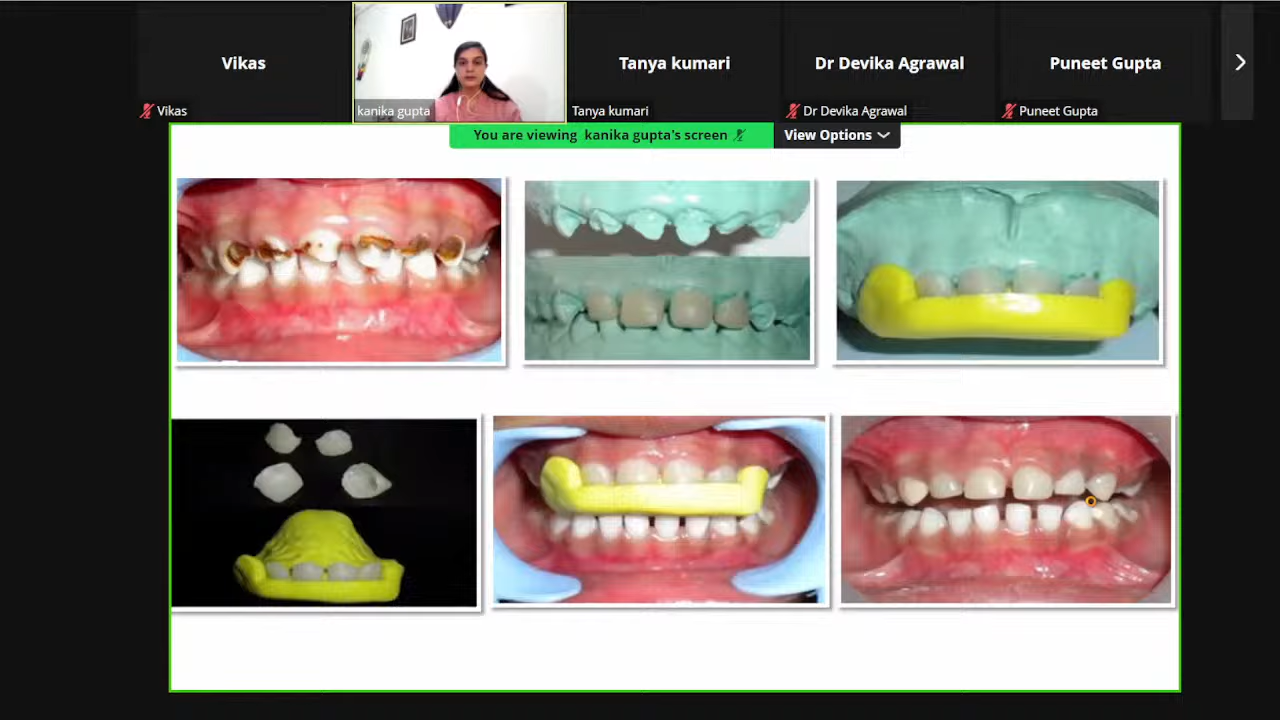 Vikas
Tanya kumari
Dr Devika Agrawal
Puneet Gupta
Vikas
kanika gupta
Tanya kumari
Dr Devika Agrawal
Puneet Gupta
You are viewing kanika gupta's screen
View Options